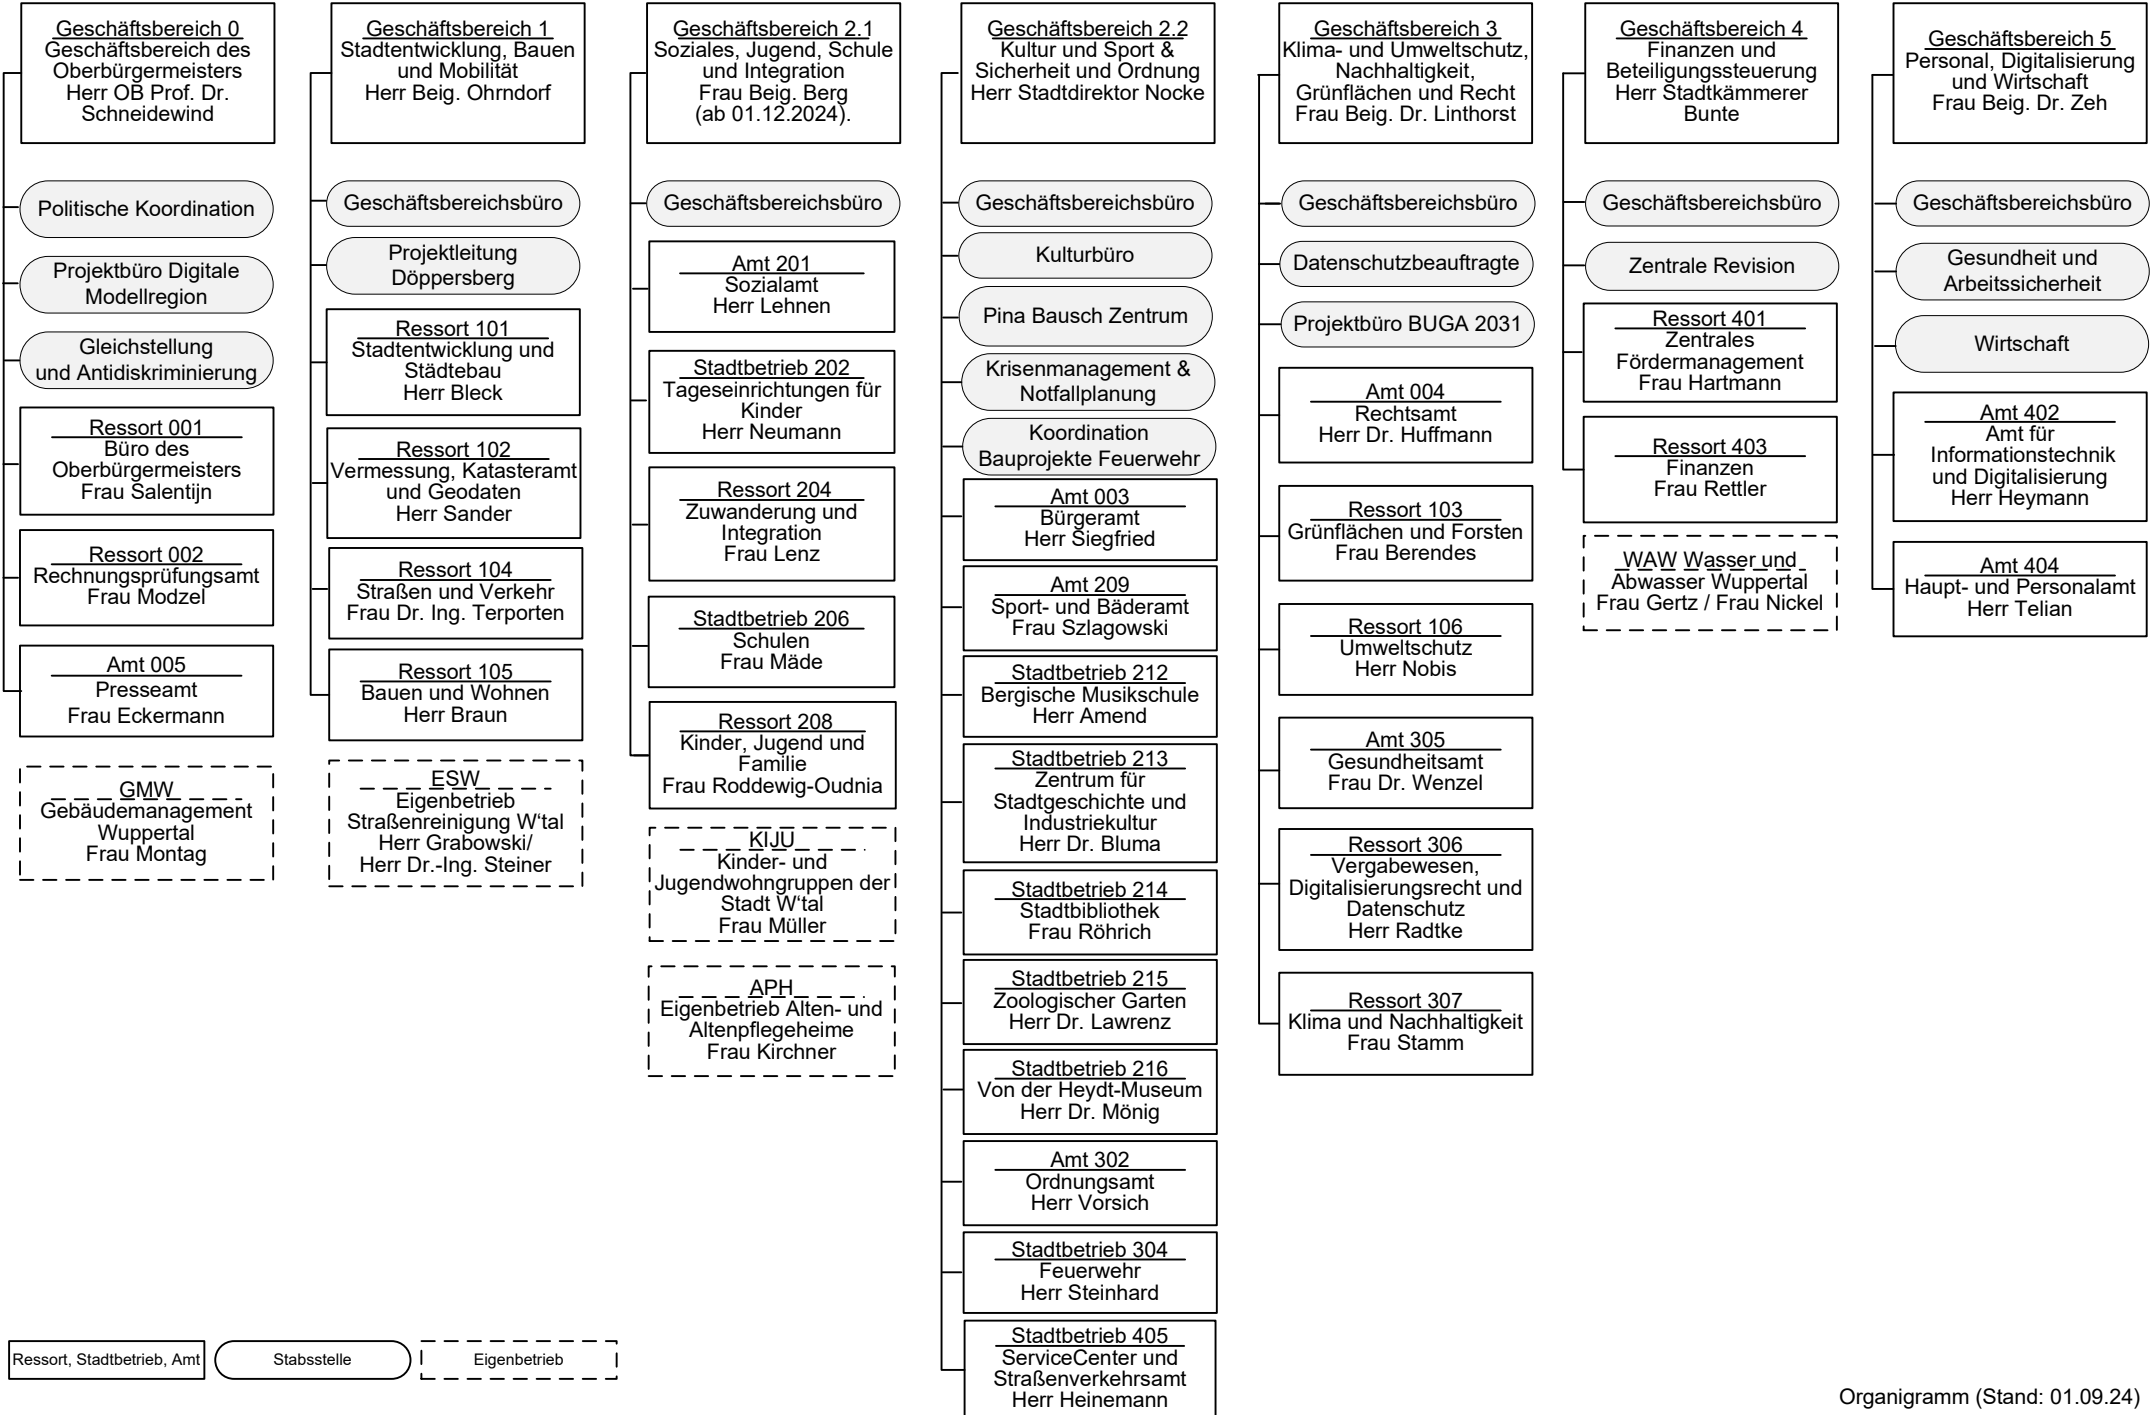 Geschäftsbereich 0
Geschäftsbereich des
Oberbürgermeisters
Herr OB Prof. Dr.
Schneidewind
Politische Koordination
Projektbüro Digitale
Modellregion
Gleichstellung
und Antidiskriminierung
Ressort 001
Büro des
Oberbürgermeisters
Frau Salentijn
Ressort 002
Rechnungsprüfungsamt
Frau Modzel
Amt 005
Presseamt
Frau Eckermann
GMW
Gebäudemanagement
Wuppertal
Frau Montag
Geschäftsbereich 1
Stadtentwicklung, Bauen
und Mobilität
Herr Beig. Ohrndorf
Geschäftsbereichsbüro
Projektleitung
Döppersberg
Ressort 101
Stadtentwicklung und
Städtebau
Herr Bleck
Ressort 102
Vermessung, Katasteramt
und Geodaten
Herr Sander
Ressort 104
Straßen und Verkehr
Frau Dr. Ing. Terporten
Ressort 105
Bauen und Wohnen
Herr Braun
ESW
Eigenbetrieb
Straßenreinigung W‘tal
Herr Grabowski/
Herr Dr.-Ing. Steiner
Geschäftsbereich 2.1
Soziales, Jugend, Schule
und Integration
Frau Beig. Berg
(ab 01.12.2024).
Geschäftsbereichsbüro
Amt 201
Sozialamt
Herr Lehnen
Stadtbetrieb 202
Tageseinrichtungen für
Kinder
Herr Neumann
Ressort 204
Zuwanderung und
Integration
Frau Lenz
Stadtbetrieb 206
Schulen
Frau Mäde
Ressort 208
Kinder, Jugend und
Familie
Frau Roddewig-Oudnia
KIJU
Kinder- und
Jugendwohngruppen der
Stadt W‘tal
Frau Müller
APH
Eigenbetrieb Alten- und
Altenpflegeheime
Frau Kirchner
Geschäftsbereich 2.2
Kultur und Sport &
Sicherheit und Ordnung
Herr Stadtdirektor Nocke
Geschäftsbereichsbüro
Kulturbüro
Pina Bausch Zentrum
Krisenmanagement &
Notfallplanung
Koordination
Bauprojekte Feuerwehr
Amt 003
Bürgeramt
Herr Siegfried
Amt 209
Sport- und Bäderamt
Frau Szlagowski
Stadtbetrieb 212
Bergische Musikschule
Herr Amend
Stadtbetrieb 213
Zentrum für
Stadtgeschichte und
Industriekultur
Herr Dr. Bluma
Stadtbetrieb 214
Stadtbibliothek
Frau Röhrich
Stadtbetrieb 215
Zoologischer Garten
Herr Dr. Lawrenz
Stadtbetrieb 216
Von der Heydt-Museum
Herr Dr. Mönig
Amt 302
Ordnungsamt
Herr Vorsich
Stadtbetrieb 304
Feuerwehr
Herr Steinhard
Stadtbetrieb 405
ServiceCenter und
Straßenverkehrsamt
Herr Heinemann
Geschäftsbereich 3
Klima- und Umweltschutz,
Nachhaltigkeit,
Grünflächen und Recht
Frau Beig. Dr. Linthorst
Geschäftsbereichsbüro
Datenschutzbeauftragte
Projektbüro BUGA 2031
Amt 004
Rechtsamt
Herr Dr. Huffmann
Ressort 103
Grünflächen und Forsten
Frau Berendes
Ressort 106
Umweltschutz
Herr Nobis
Amt 305
Gesundheitsamt
Frau Dr. Wenzel
Ressort 306
Vergabewesen,
Digitalisierungsrecht und
Datenschutz
Herr Radtke
Ressort 307
Klima und Nachhaltigkeit
Frau Stamm
Geschäftsbereich 4
Finanzen und
Beteiligungssteuerung
Herr Stadtkämmerer
Bunte
Geschäftsbereichsbüro
Zentrale Revision
Ressort 401
Zentrales
Fördermanagement
Frau Hartmann
Ressort 403
Finanzen
Frau Rettler
WAW Wasser und
Abwasser Wuppertal
Frau Gertz / Frau Nickel
Geschäftsbereich 5
Personal, Digitalisierung
und Wirtschaft
Frau Beig. Dr. Zeh
Geschäftsbereichsbüro
Gesundheit und
Arbeitssicherheit
Wirtschaft
Amt 402
Amt für
Informationstechnik
und Digitalisierung
Herr Heymann
Amt 404
Haupt- und Personalamt
Herr Telian
Ressort, Stadtbetrieb, Amt
Stabsstelle
Eigenbetrieb
Organigramm (Stand: 01.09.24)